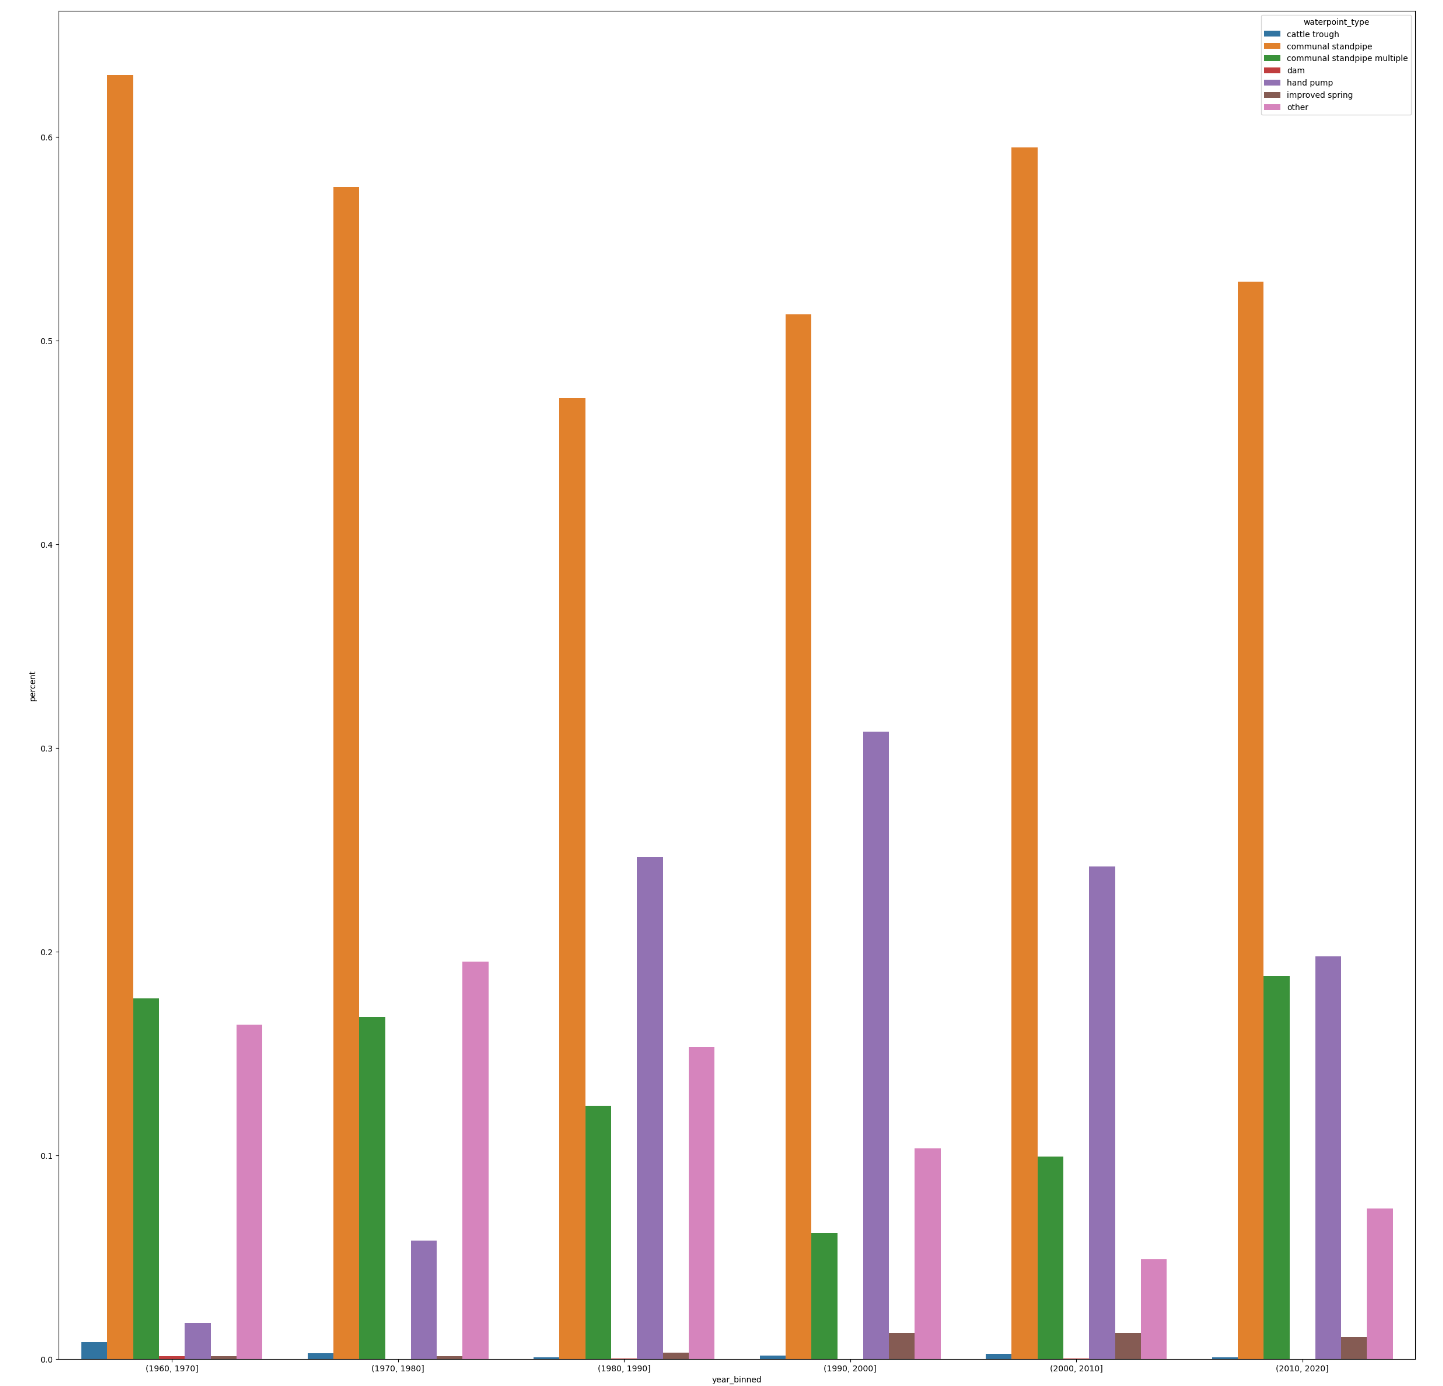 waterpoint_type
cattle trough
communal standpipe
communal standpipe multiple
dam
hand pump
improved spring
other
0.6
0.5
0.4
0.3
0.2
0.1
0.0
percent
(1960, 1970] (1970, 1980] (1980, 1990] (1990, 2000] (2000, 2010] (2010, 2020]
year_binned